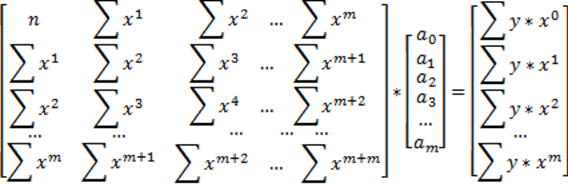 n ∑x¹ ∑x² … ∑xᵐ a₀ ∑y∗x⁰
∑x¹ ∑x² ∑x³ … ∑xᵐ⁺¹ a₁ ∑y∗x¹
∑x² ∑x³ ∑x⁴ … ∑xᵐ⁺² ∗ a₂ = ∑y∗x²
… … … … … a₃ …
∑xᵐ ∑xᵐ⁺¹ ∑xᵐ⁺² … ∑xᵐ⁺ᵐ … ∑y∗xᵐ
aₘ